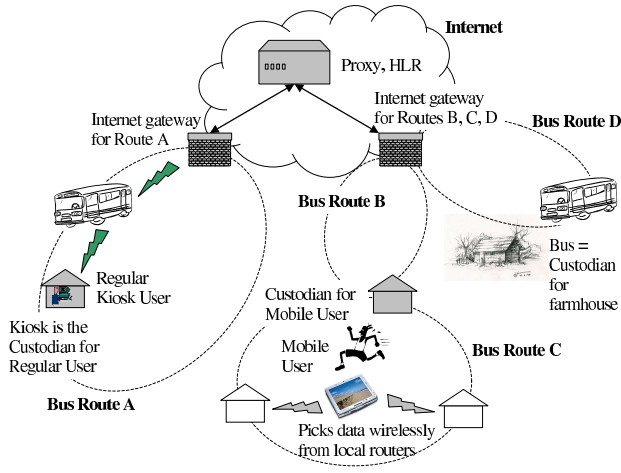 Internet
Proxy, HLR
Internet gateway
for Route A
Internet gateway
for Routes B, C, D
Bus Route D
Bus Route B
Bus =
Custodian
for
farmhouse
Regular
Kiosk User
Kiosk is the
Custodian for
Regular User
Bus Route A
Custodian for
Mobile User
Mobile
User
Bus Route C
Picks data wirelessly
from local routers